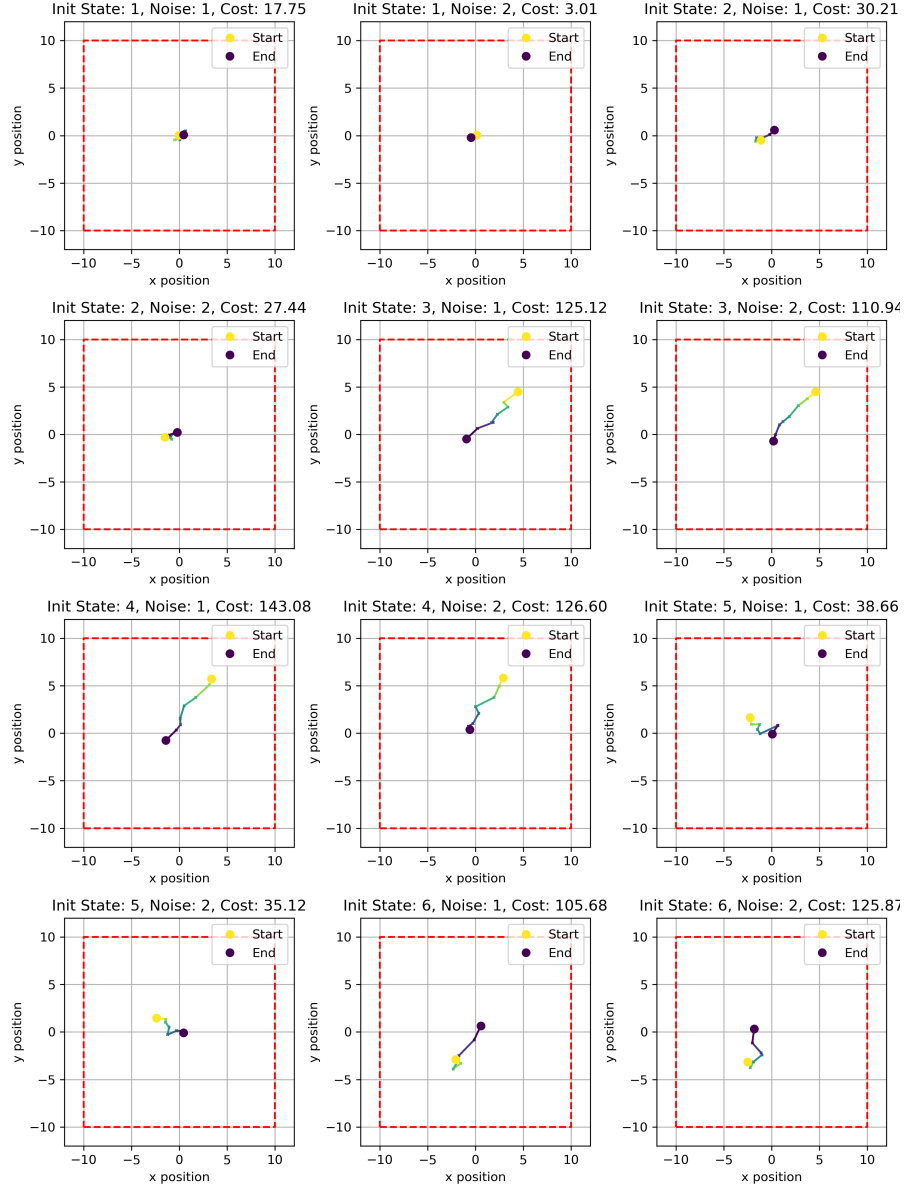 Init State: 1, Noise: 1, Cost: 17.75
Init State: 1, Noise: 2, Cost: 3.01
Init State: 2, Noise: 1, Cost: 30.21
10
5
0
−5
−10
y position
Start
End
−10 −5 0 5 10
x position
10
5
0
−5
−10
y position
Start
End
−10 −5 0 5 10
x position
10
5
0
−5
−10
y position
Start
End
−10 −5 0 5 10
x position
Init State: 2, Noise: 2, Cost: 27.44
Init State: 3, Noise: 1, Cost: 125.12
Init State: 3, Noise: 2, Cost: 110.94
10
5
0
−5
−10
y position
Start
End
−10 −5 0 5 10
x position
10
5
0
−5
−10
y position
Start
End
−10 −5 0 5 10
x position
10
5
0
−5
−10
y position
Start
End
−10 −5 0 5 10
x position
Init State: 4, Noise: 1, Cost: 143.08
Init State: 4, Noise: 2, Cost: 126.60
Init State: 5, Noise: 1, Cost: 38.66
10
5
0
−5
−10
y position
Start
End
−10 −5 0 5 10
x position
10
5
0
−5
−10
y position
Start
End
−10 −5 0 5 10
x position
10
5
0
−5
−10
y position
Start
End
−10 −5 0 5 10
x position
Init State: 5, Noise: 2, Cost: 35.12
Init State: 6, Noise: 1, Cost: 105.68
Init State: 6, Noise: 2, Cost: 125.87
10
5
0
−5
−10
y position
Start
End
−10 −5 0 5 10
x position
10
5
0
−5
−10
y position
Start
End
−10 −5 0 5 10
x position
10
5
0
−5
−10
y position
Start
End
−10 −5 0 5 10
x position